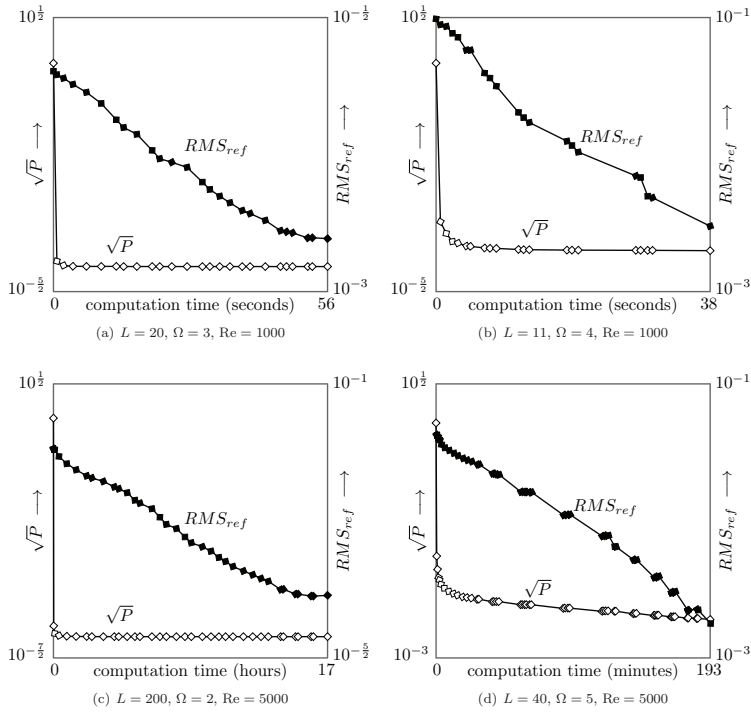 10^{1/2} 10^{-1/2}
√P → RMS_ref →
RMS_ref
√P
10^{-5/2} 10^{-3}
0 computation time (seconds) 56
(a) L = 20, Ω = 3, Re = 1000
10^{1/2} 10^{-1}
√P → RMS_ref →
RMS_ref
√P
10^{-5/2} 10^{-3}
0 computation time (seconds) 38
(b) L = 11, Ω = 4, Re = 1000
10^{1/2} 10^{-1}
√P → RMS_ref →
RMS_ref
√P
10^{-7/2} 10^{-5/2}
0 computation time (hours) 17
(c) L = 200, Ω = 2, Re = 5000
10^{1/2} 10^{-1}
√P → RMS_ref →
RMS_ref
√P
10^{-3} 10^{-3}
0 computation time (minutes) 193
(d) L = 40, Ω = 5, Re = 5000